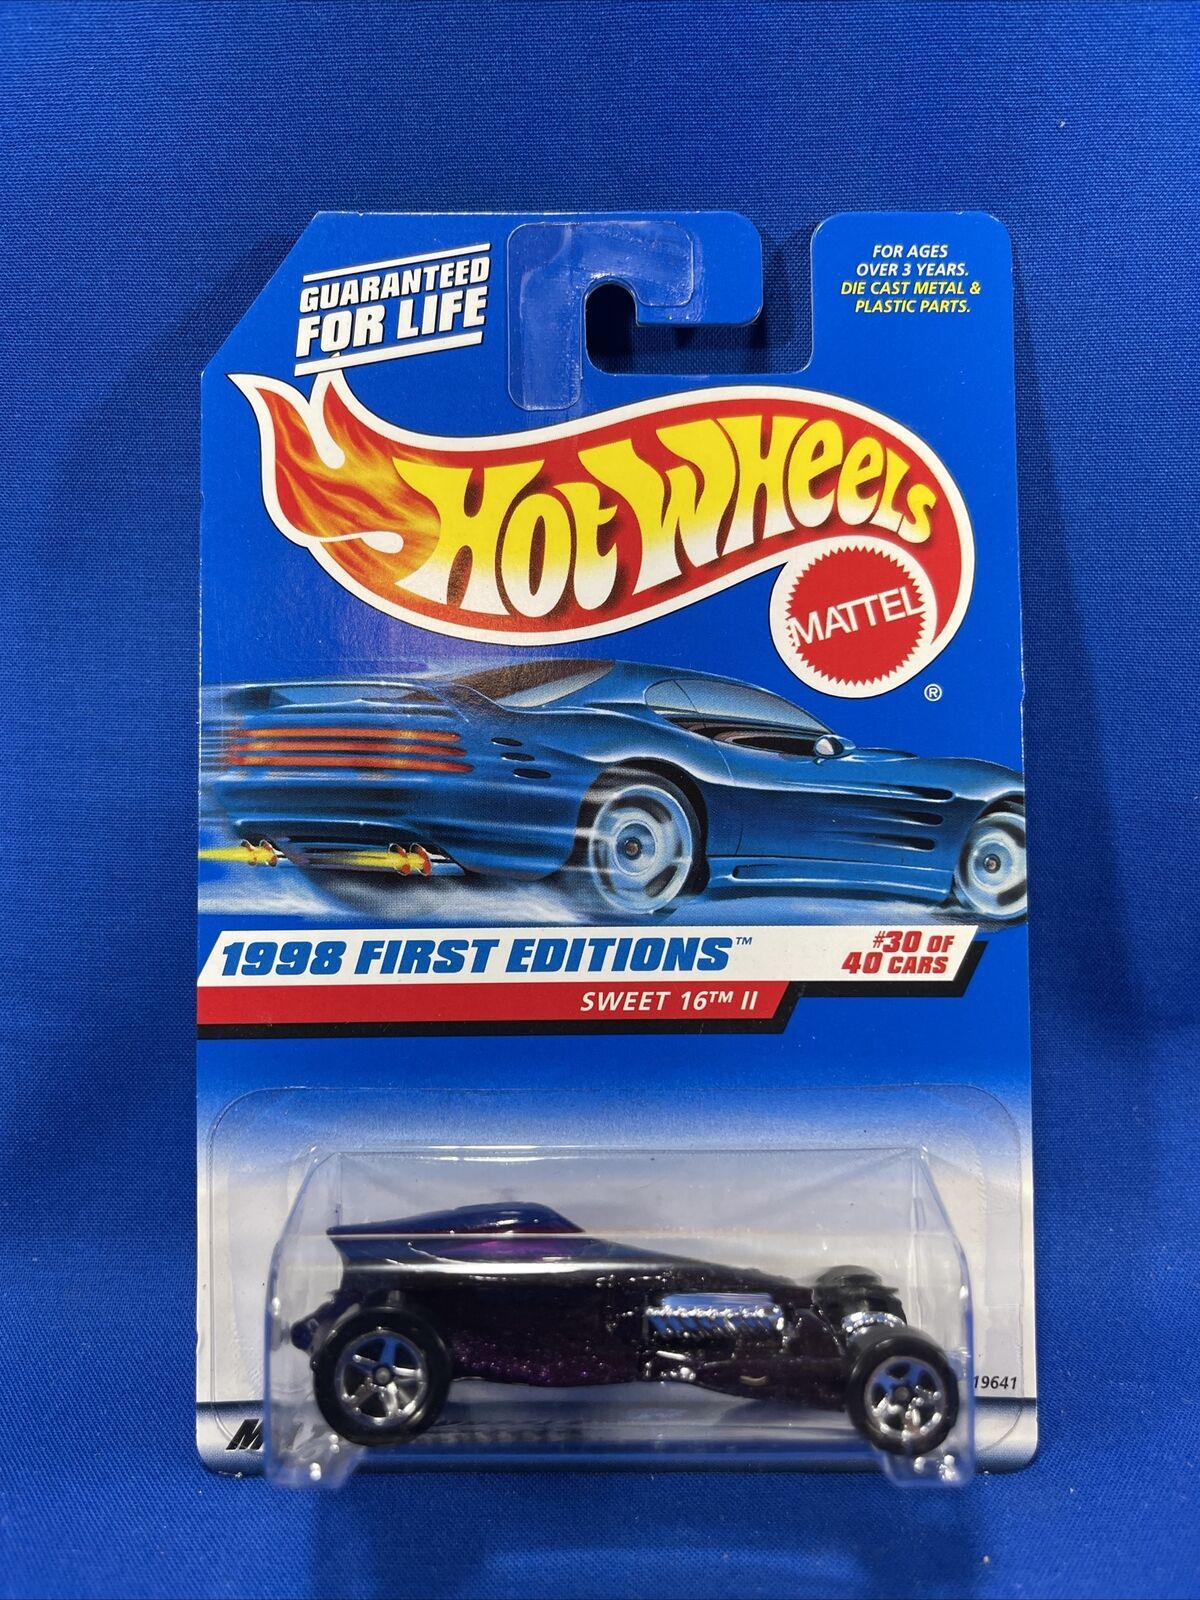 GUARANTEED
FOR LIFE
FOR AGES
OVER 3 YEARS.
DIE CAST METAL &
PLASTIC PARTS.
HOT WHEELS
MATTEL
®
1998 FIRST EDITIONS™
#30 OF
40 CARS
SWEET 16™ II
19641